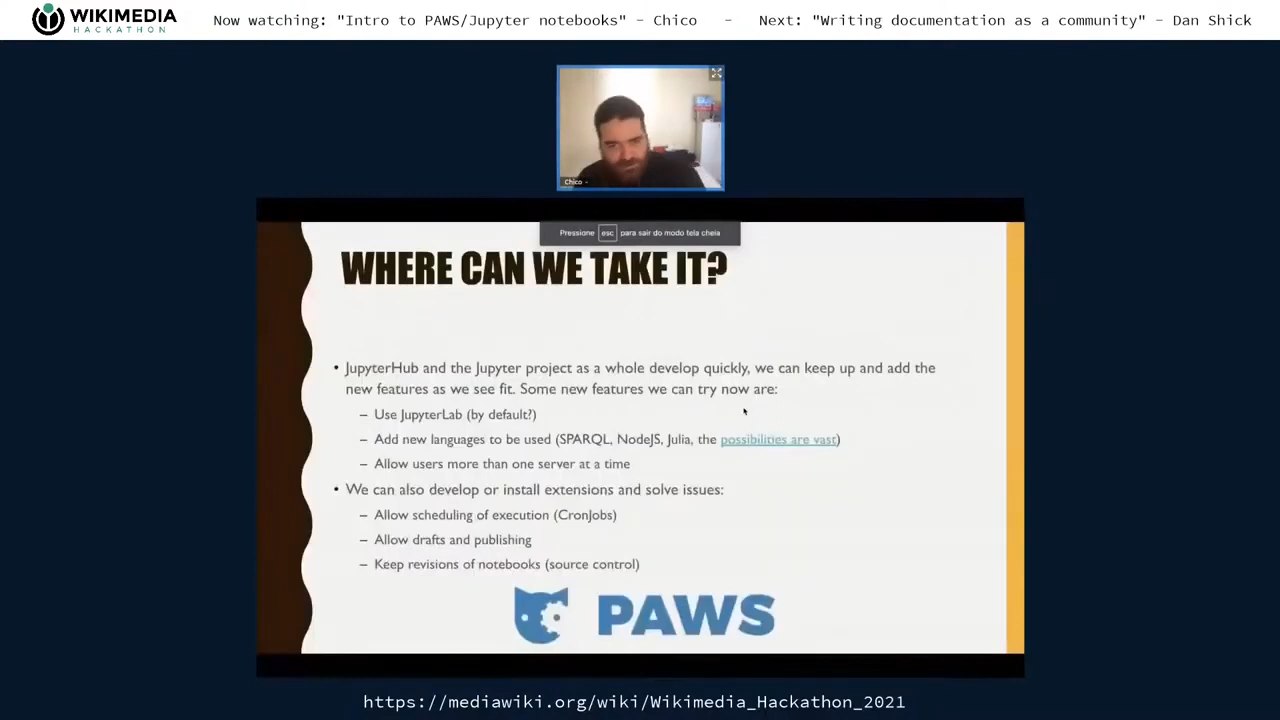 WIKIMEDIA
HACKATHON
Now watching: "Intro to PAWS/Jupyter notebooks" - Chico - Next: "Writing documentation as a community" - Dan Shick
Chico
Pressione esc para sair do modo tela cheia
WHERE CAN WE TAKE IT?
• JupyterHub and the Jupyter project as a whole develop quickly, we can keep up and add the
new features as we see fit. Some new features we can try now are:
– Use JupyterLab (by default?)
– Add new languages to be used (SPARQL, NodeJS, Julia, the possibilities are vast)
– Allow users more than one server at a time
• We can also develop or install extensions and solve issues:
– Allow scheduling of execution (CronJobs)
– Allow drafts and publishing
– Keep revisions of notebooks (source control)
PAWS
https://mediawiki.org/wiki/Wikimedia_Hackathon_2021